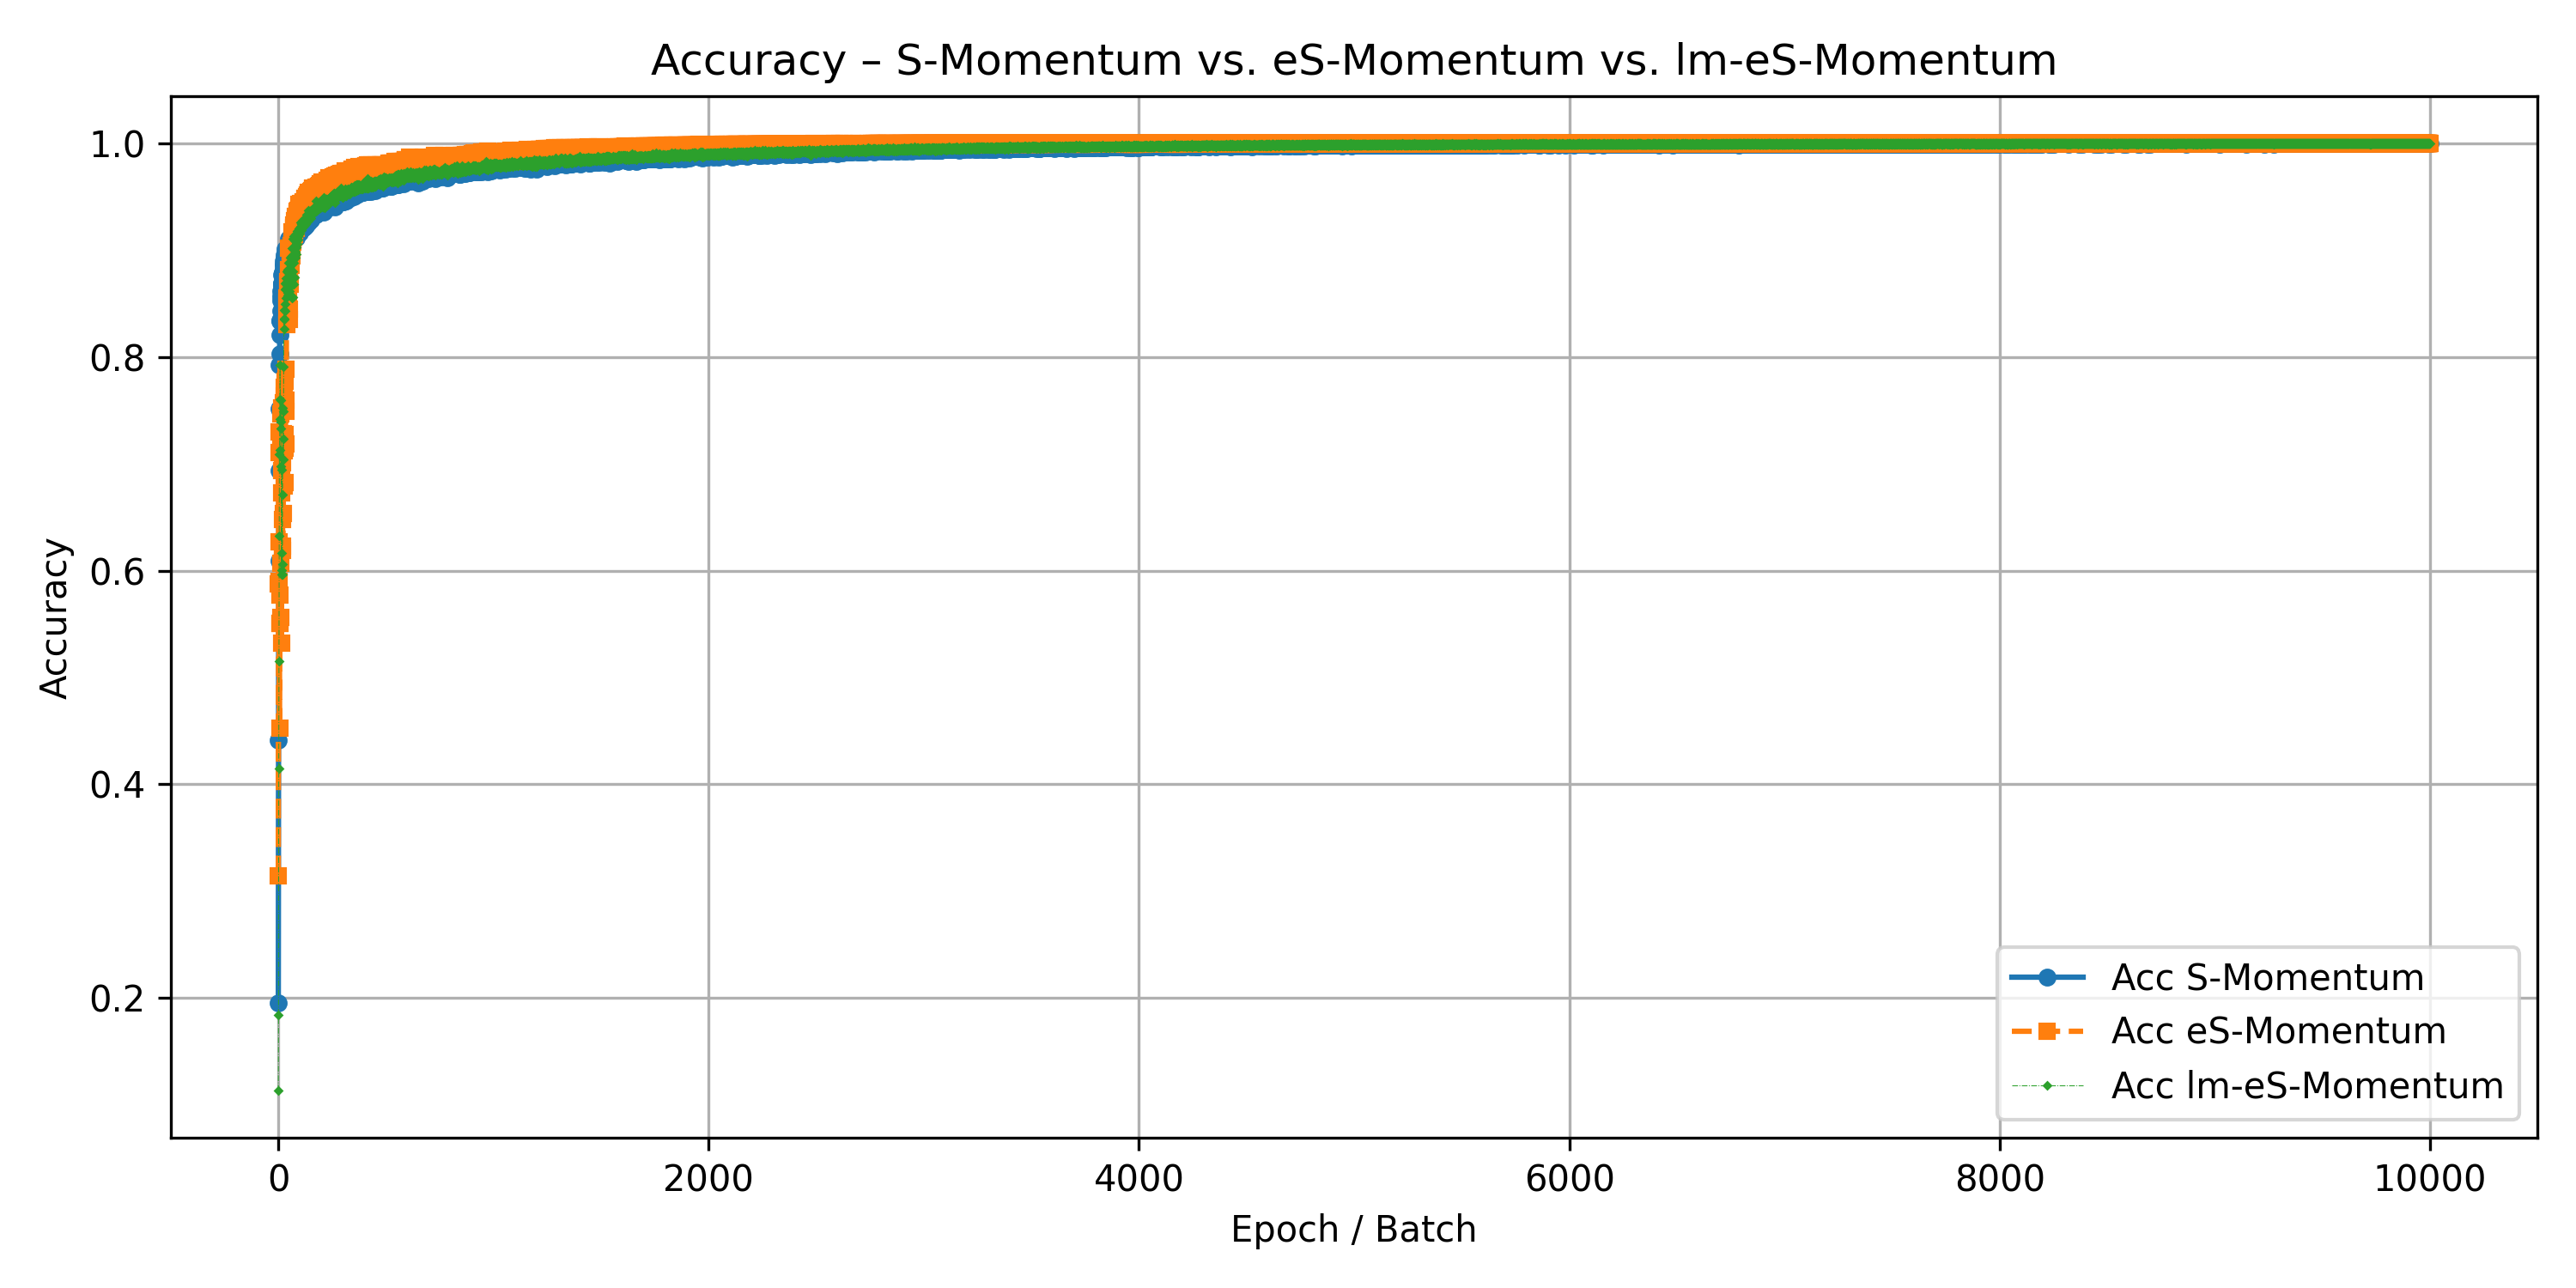 Accuracy – S-Momentum vs. eS-Momentum vs. lm-eS-Momentum
1.0
0.8
0.6
0.4
0.2
Accuracy
0 2000 4000 6000 8000 10000
Epoch / Batch
Acc S-Momentum
Acc eS-Momentum
Acc lm-eS-Momentum